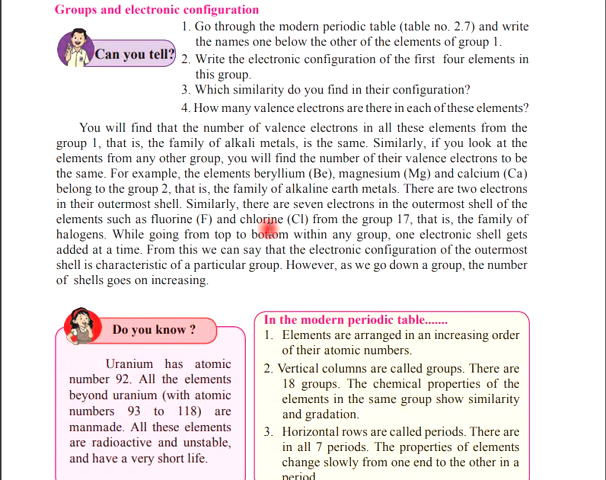 Groups and electronic configuration
Can you tell?
1. Go through the modern periodic table (table no. 2.7) and write
the names one below the other of the elements of group 1.
2. Write the electronic configuration of the first four elements in
this group.
3. Which similarity do you find in their configuration?
4. How many valence electrons are there in each of these elements?
You will find that the number of valence electrons in all these elements from the
group 1, that is, the family of alkali metals, is the same. Similarly, if you look at the
elements from any other group, you will find the number of their valence electrons to be
the same. For example, the elements beryllium (Be), magnesium (Mg) and calcium (Ca)
belong to the group 2, that is, the family of alkaline earth metals. There are two electrons
in their outermost shell. Similarly, there are seven electrons in the outermost shell of the
elements such as fluorine (F) and chlorine (Cl) from the group 17, that is, the family of
halogens. While going from top to bottom within any group, one electronic shell gets
added at a time. From this we can say that the electronic configuration of the outermost
shell is characteristic of a particular group. However, as we go down a group, the number
of shells goes on increasing.
Do you know ?
Uranium has atomic
number 92. All the elements
beyond uranium (with atomic
numbers 93 to 118) are
manmade. All these elements
are radioactive and unstable,
and have a very short life.
In the modern periodic table.......
1. Elements are arranged in an increasing order
of their atomic numbers.
2. Vertical columns are called groups. There are
18 groups. The chemical properties of the
elements in the same group show similarity
and gradation.
3. Horizontal rows are called periods. There are
in all 7 periods. The properties of elements
change slowly from one end to the other in a
period